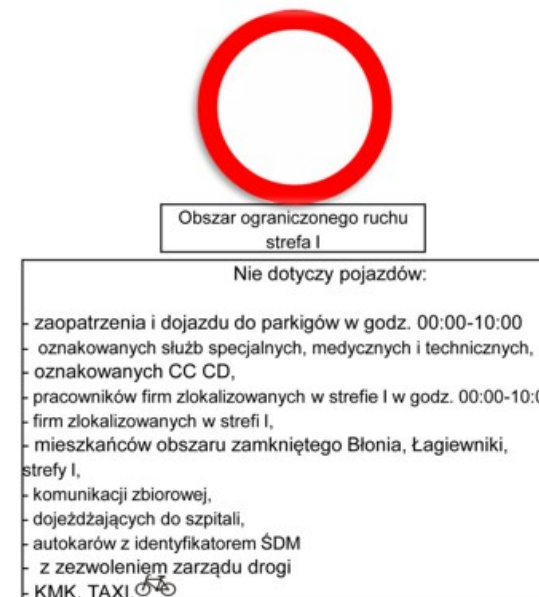 Obszar ograniczonego ruchu
strefa I
Nie dotyczy pojazdów:
- zaopatrzenia i dojazdu do parkigów w godz. 00:00-10:00
- oznakowanych służb specjalnych, medycznych i technicznych,
- oznakowanych CC CD,
- pracowników firm zlokalizowanych w strefie I w godz. 00:00-10:0
- firm zlokalizowanych w strefi I,
- mieszkańców obszaru zamkniętego Błonia, Łagiewniki,
strefy I,
- komunikacji zbiorowej,
- dojeżdżających do szpitali,
- autokarów z identyfikatorem ŚDM
- z zezwoleniem zarządu drogi
- KMK, TAXI,